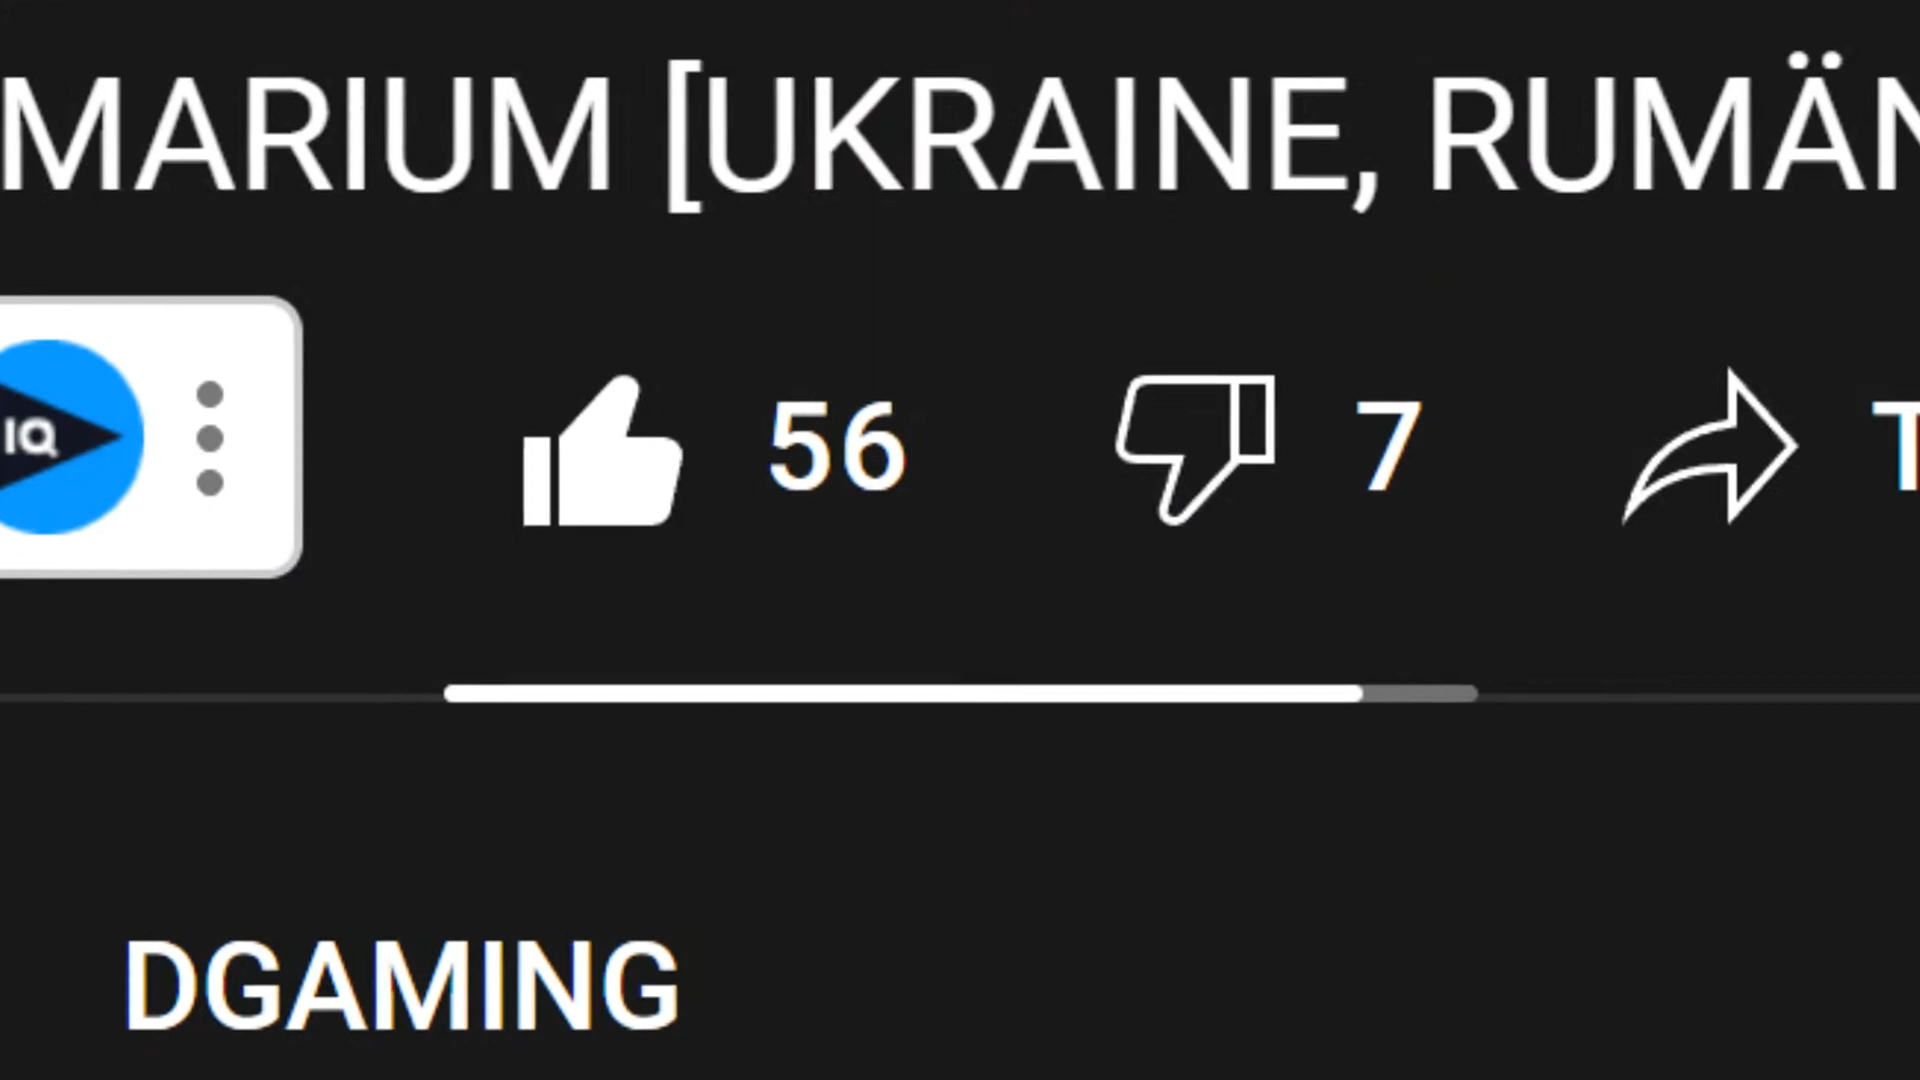 MARIUM [UKRAINE, RUMÄN
IQ
56 7 T
DGAMING